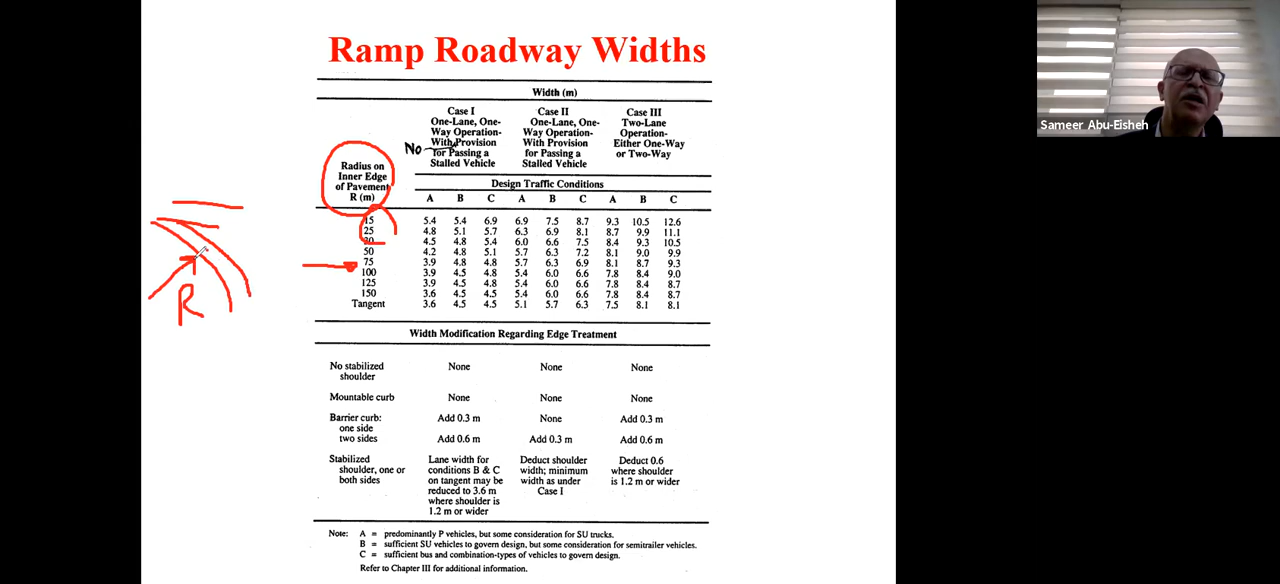 Ramp Roadway Widths
Width (m)
Case I
One-Lane, One-
Way Operation-
With Provision
for Passing a
Stalled Vehicle
No
Case II
One-Lane, One-
Way Operation-
With Provision
for Passing a
Stalled Vehicle
Case III
Two-Lane
Operation-
Either One-Way
or Two-Way
Radius on
Inner Edge
of Pavement
R (m)
Design Traffic Conditions
A B C A B C A B C
15 5.4 5.4 6.9 6.9 7.5 8.7 9.3 10.5 12.6
25 4.8 5.1 5.7 6.3 6.9 8.1 8.7 9.9 11.1
30 4.5 4.8 5.4 6.0 6.6 7.5 8.4 9.3 10.5
50 4.2 4.8 5.1 5.7 6.3 7.2 8.1 9.0 9.9
75 3.9 4.8 4.8 5.7 6.3 6.9 8.1 8.7 9.3
100 3.9 4.5 4.8 5.4 6.0 6.6 7.8 8.4 9.0
125 3.9 4.5 4.8 5.4 6.0 6.6 7.8 8.4 8.7
150 3.6 4.5 4.5 5.4 6.0 6.6 7.8 8.4 8.7
Tangent 3.6 4.5 4.5 5.1 5.7 6.3 7.5 8.1 8.1
R
Width Modification Regarding Edge Treatment
No stabilized None None None
shoulder
Mountable curb None None None
Barrier curb:
one side Add 0.3 m None Add 0.3 m
two sides Add 0.6 m Add 0.3 m Add 0.6 m
Stabilized
shoulder, one or
both sides
Lane width for
conditions B & C
on tangent may be
reduced to 3.6 m
where shoulder is
1.2 m or wider
Deduct shoulder
width; minimum
width as under
Case I
Deduct 0.6
where shoulder
is 1.2 m or wider
Note: A = predominantly P vehicles, but some consideration for SU trucks.
B = sufficient SU vehicles to govern design, but some consideration for semitrailer vehicles.
C = sufficient bus and combination-types of vehicles to govern design.
Refer to Chapter III for additional information.
Sameer Abu-Eisheh